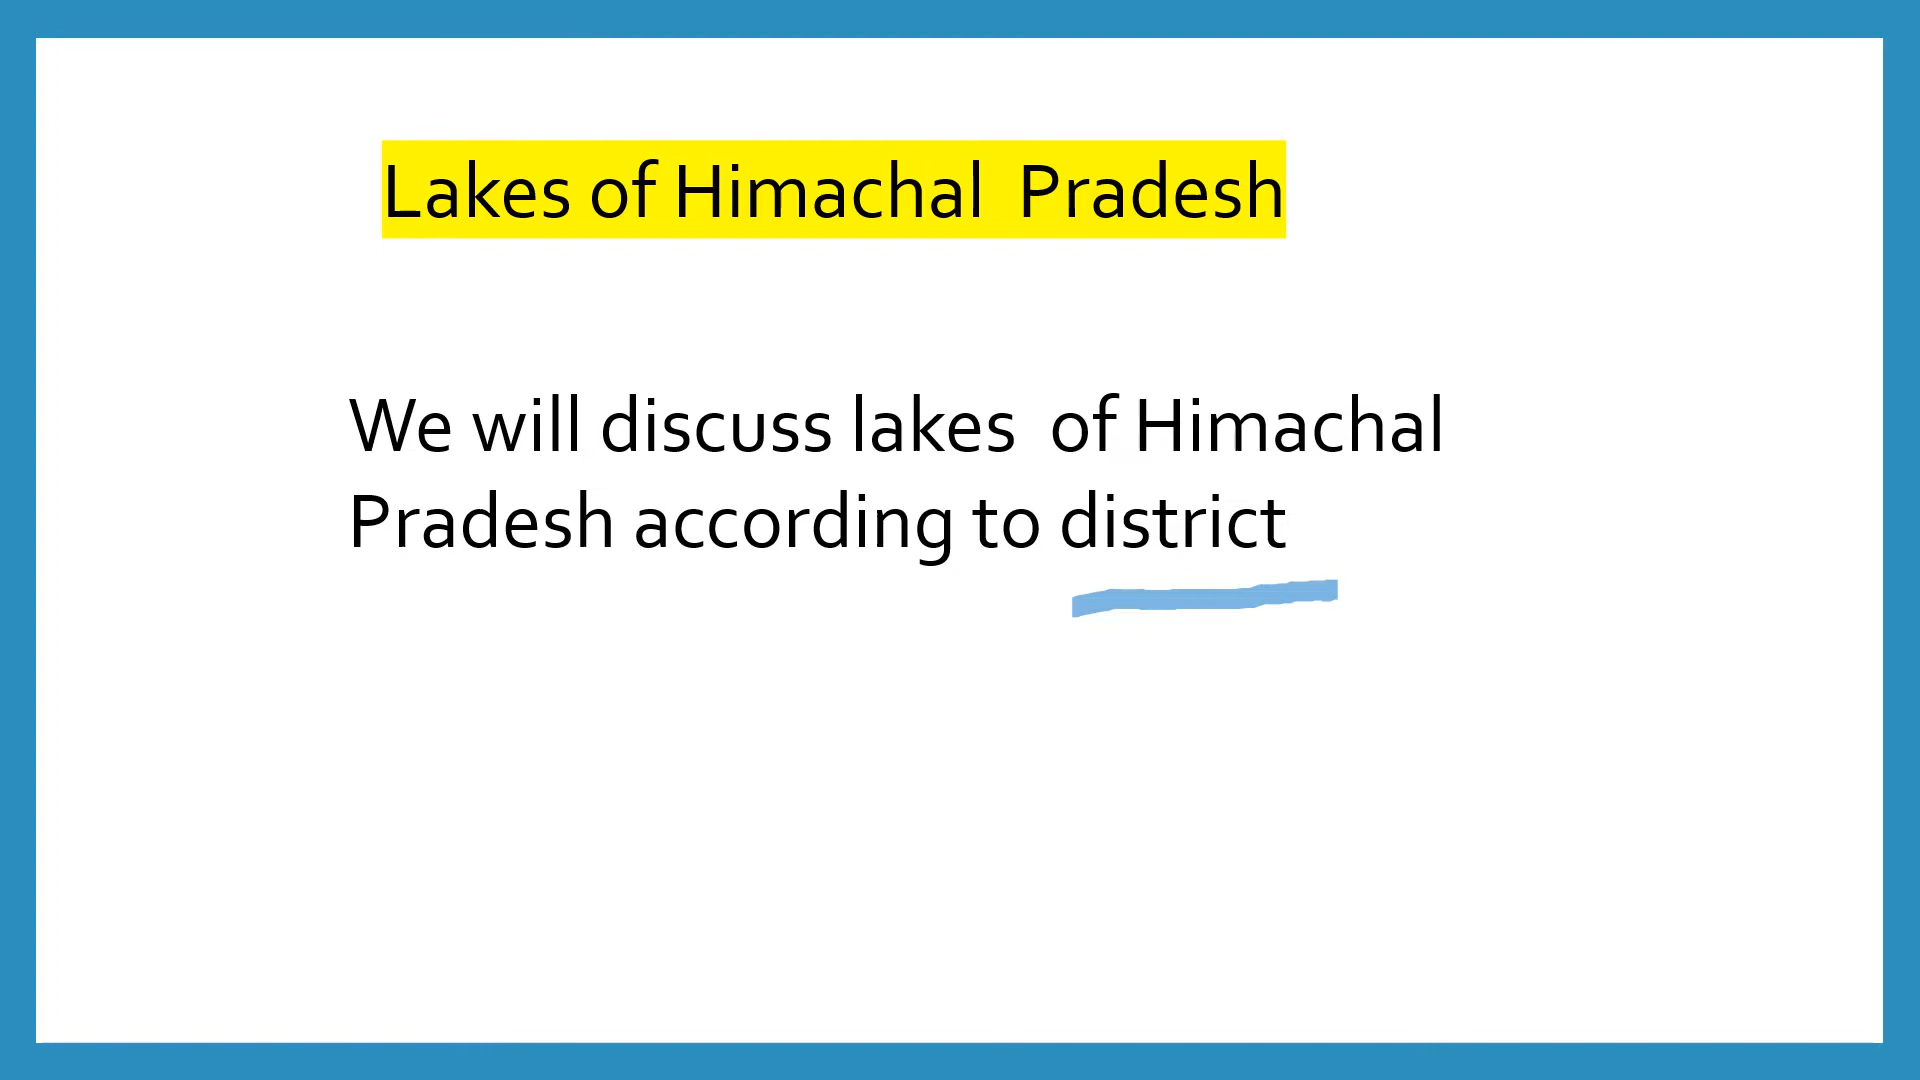 Lakes of Himachal  Pradesh
We will discuss lakes  of Himachal
Pradesh according to district